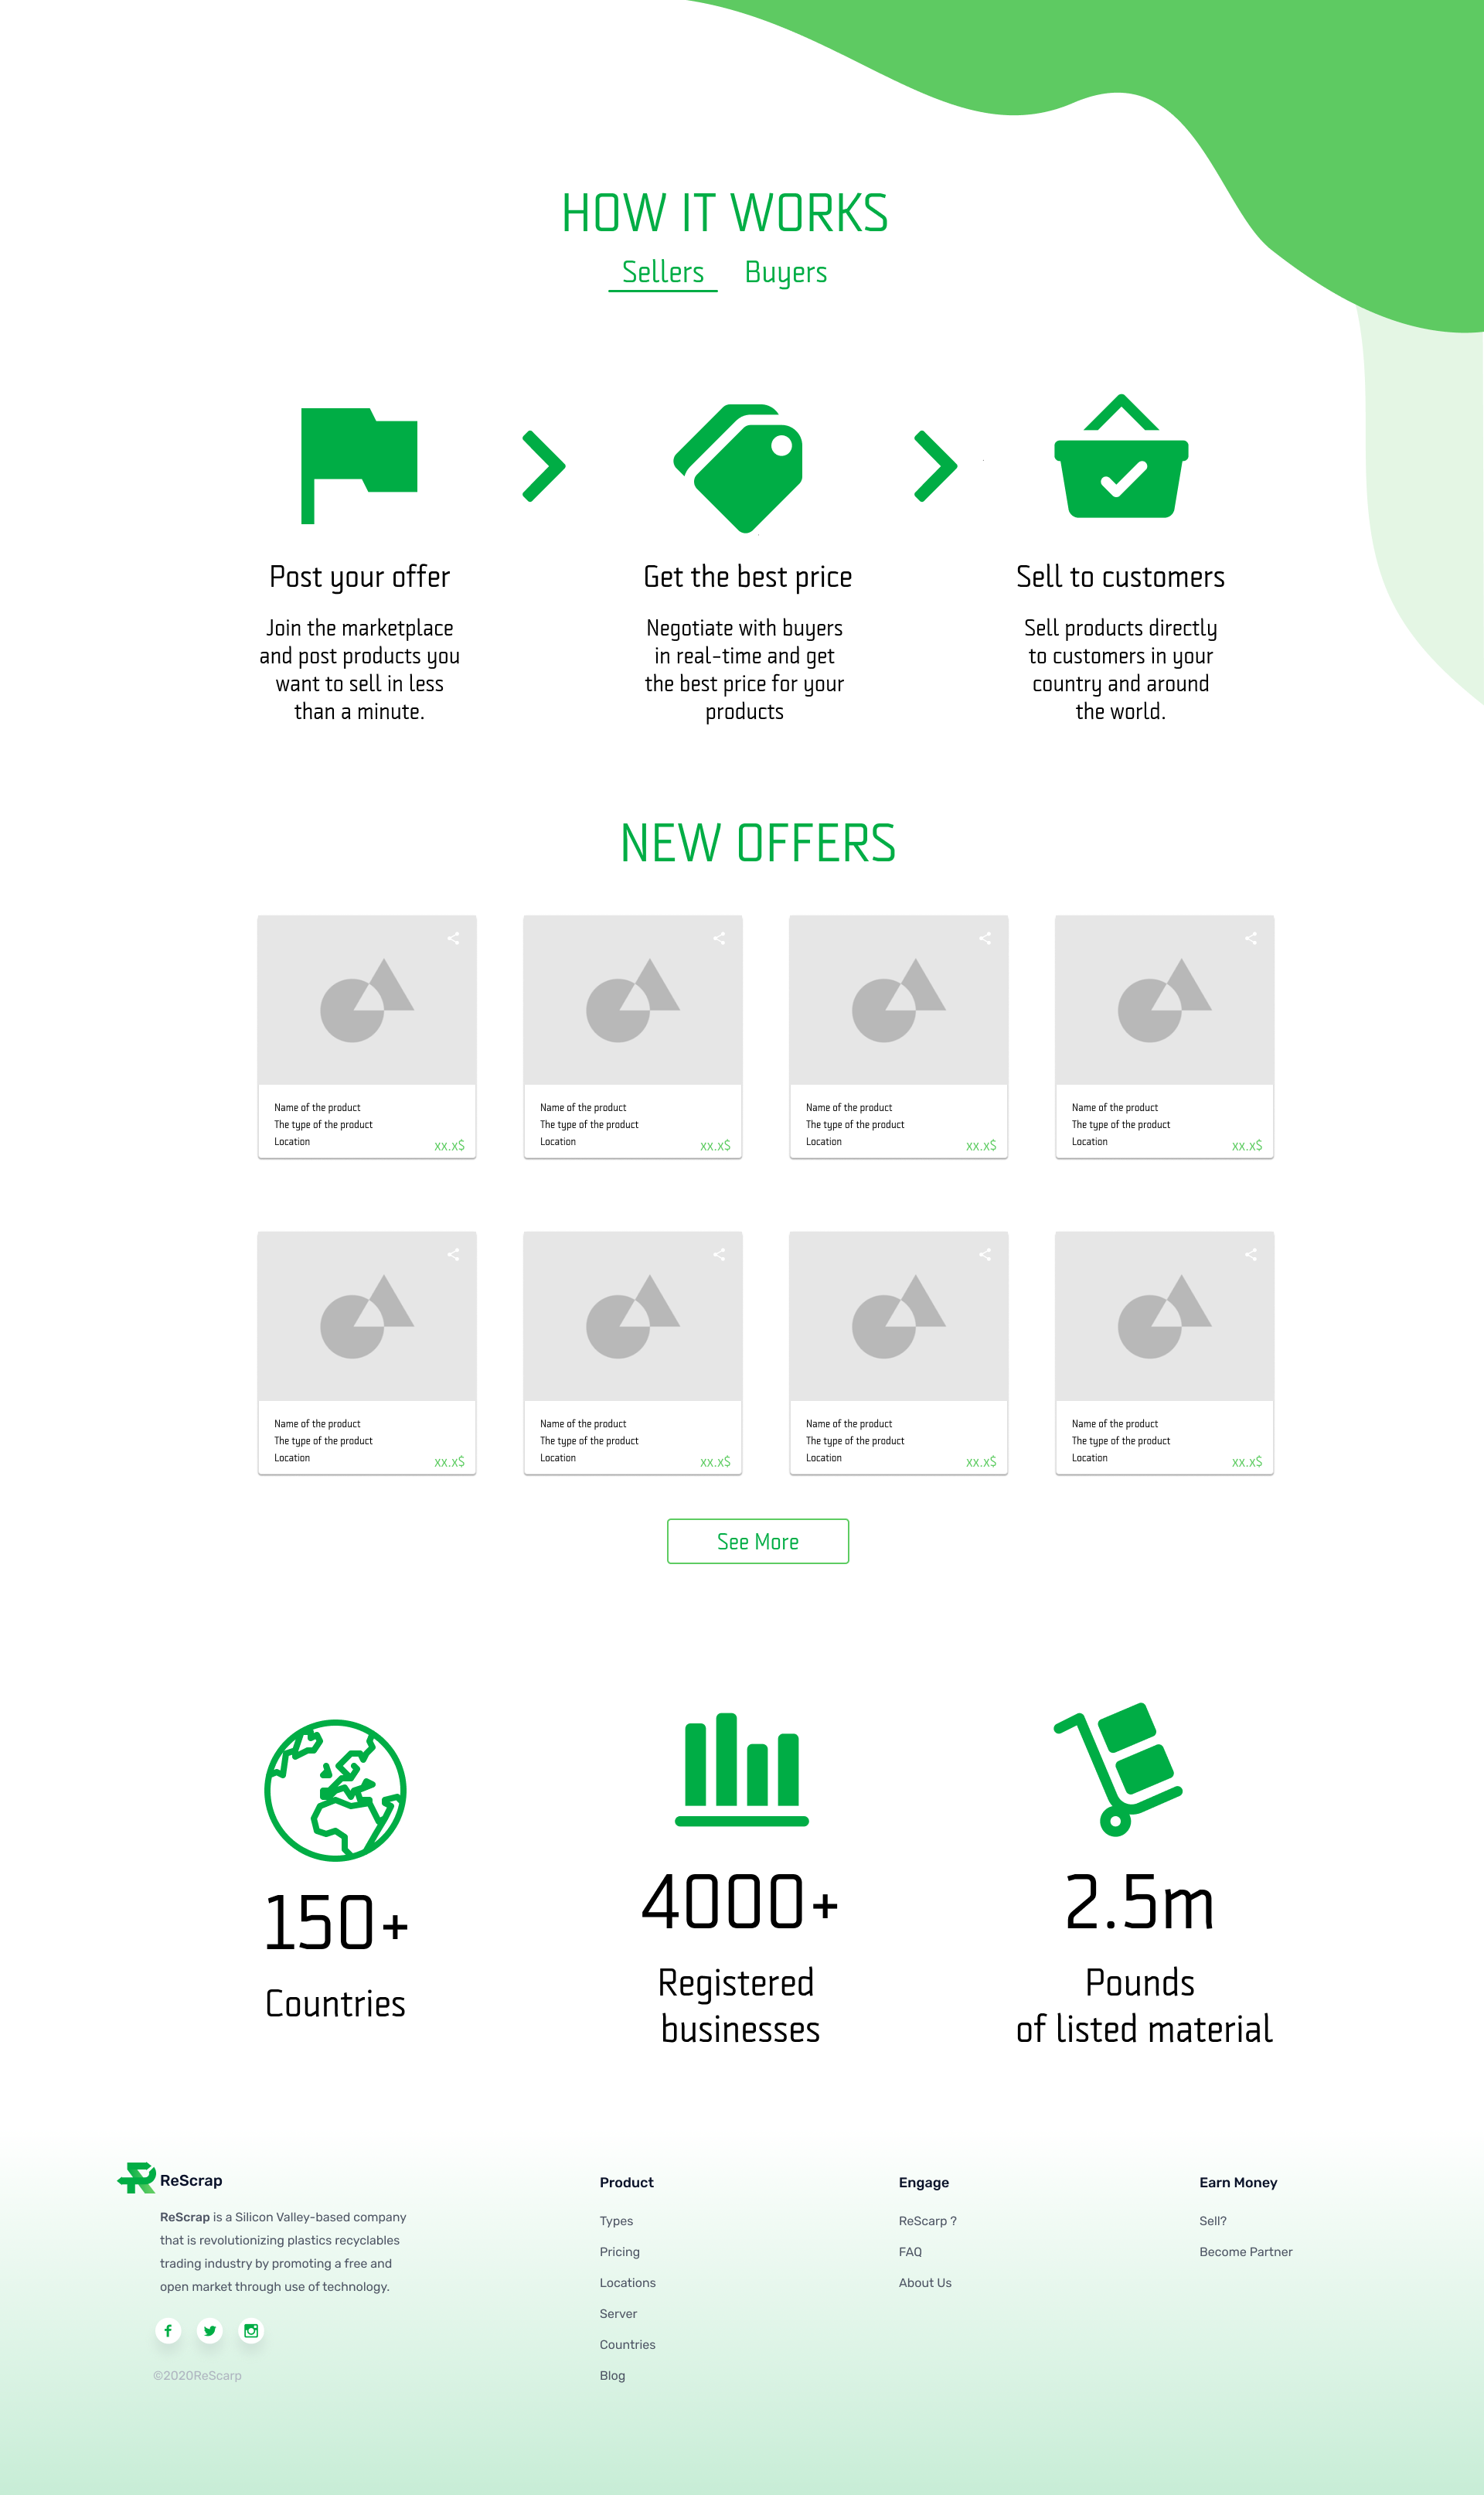 HOW IT WORKS
Sellers Buyers
Post your offer
Join the marketplace
and post products you
want to sell in less
than a minute.
Get the best price
Negotiate with buyers
in real-time and get
the best price for your
products
Sell to customers
Sell products directly
to customers in your
country and around
the world.
NEW OFFERS
Name of the product
The type of the product
Location
xx.x$
Name of the product
The type of the product
Location
xx.x$
Name of the product
The type of the product
Location
xx.x$
Name of the product
The type of the product
Location
xx.x$
Name of the product
The type of the product
Location
xx.x$
Name of the product
The type of the product
Location
xx.x$
Name of the product
The type of the product
Location
xx.x$
Name of the product
The type of the product
Location
xx.x$
See More
150+
Countries
4000+
Registered
businesses
2.5m
Pounds
of listed material
ReScrap
ReScrap is a Silicon Valley-based company
that is revolutionizing plastics recyclables
trading industry by promoting a free and
open market through use of technology.
©2020ReScarp
Product
Types
Pricing
Locations
Server
Countries
Blog
Engage
ReScarp ?
FAQ
About Us
Earn Money
Sell?
Become Partner